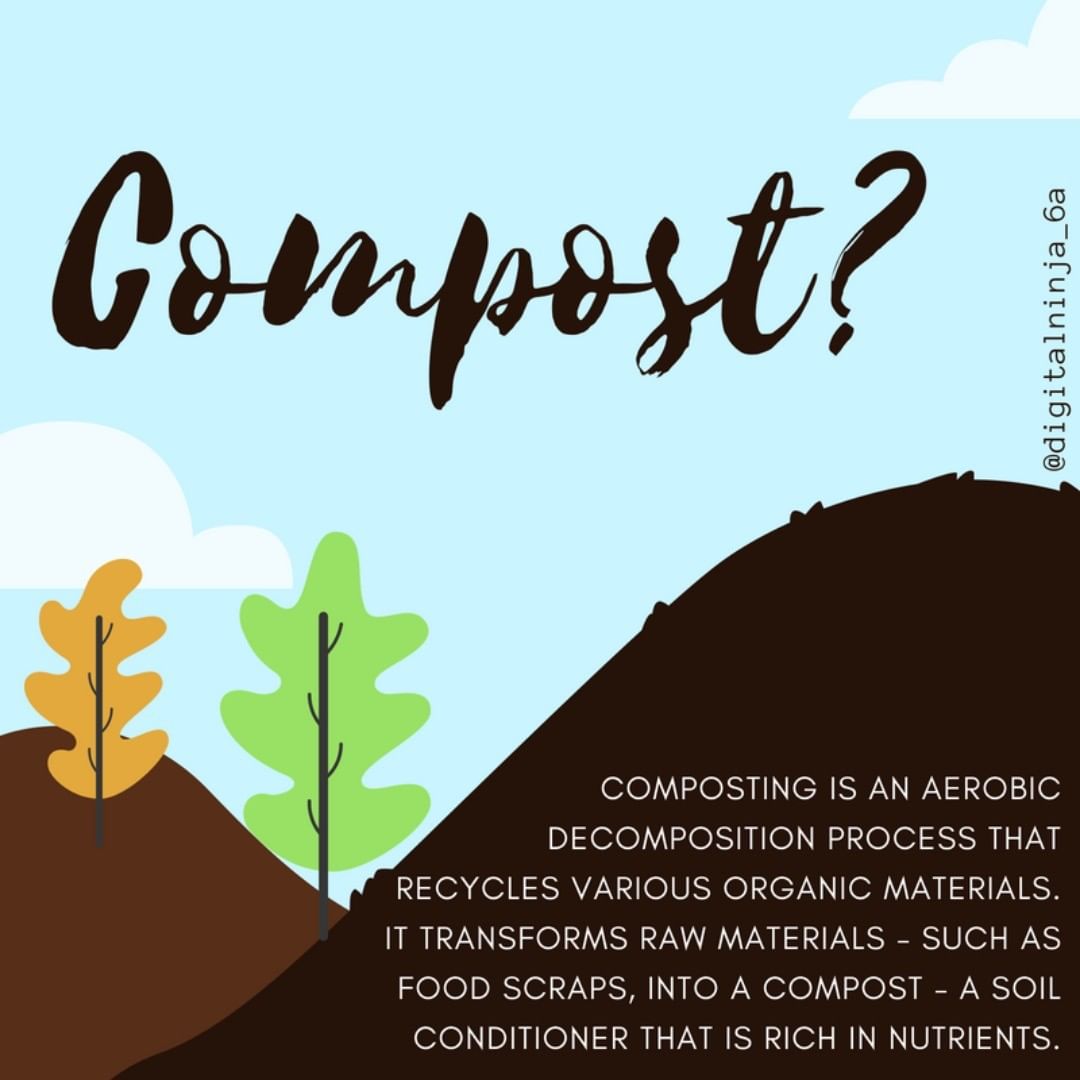 Compost?
@digitalninja_6a
COMPOSTING IS AN AEROBIC
DECOMPOSITION PROCESS THAT
RECYCLES VARIOUS ORGANIC MATERIALS.
IT TRANSFORMS RAW MATERIALS - SUCH AS
FOOD SCRAPS, INTO A COMPOST - A SOIL
CONDITIONER THAT IS RICH IN NUTRIENTS.